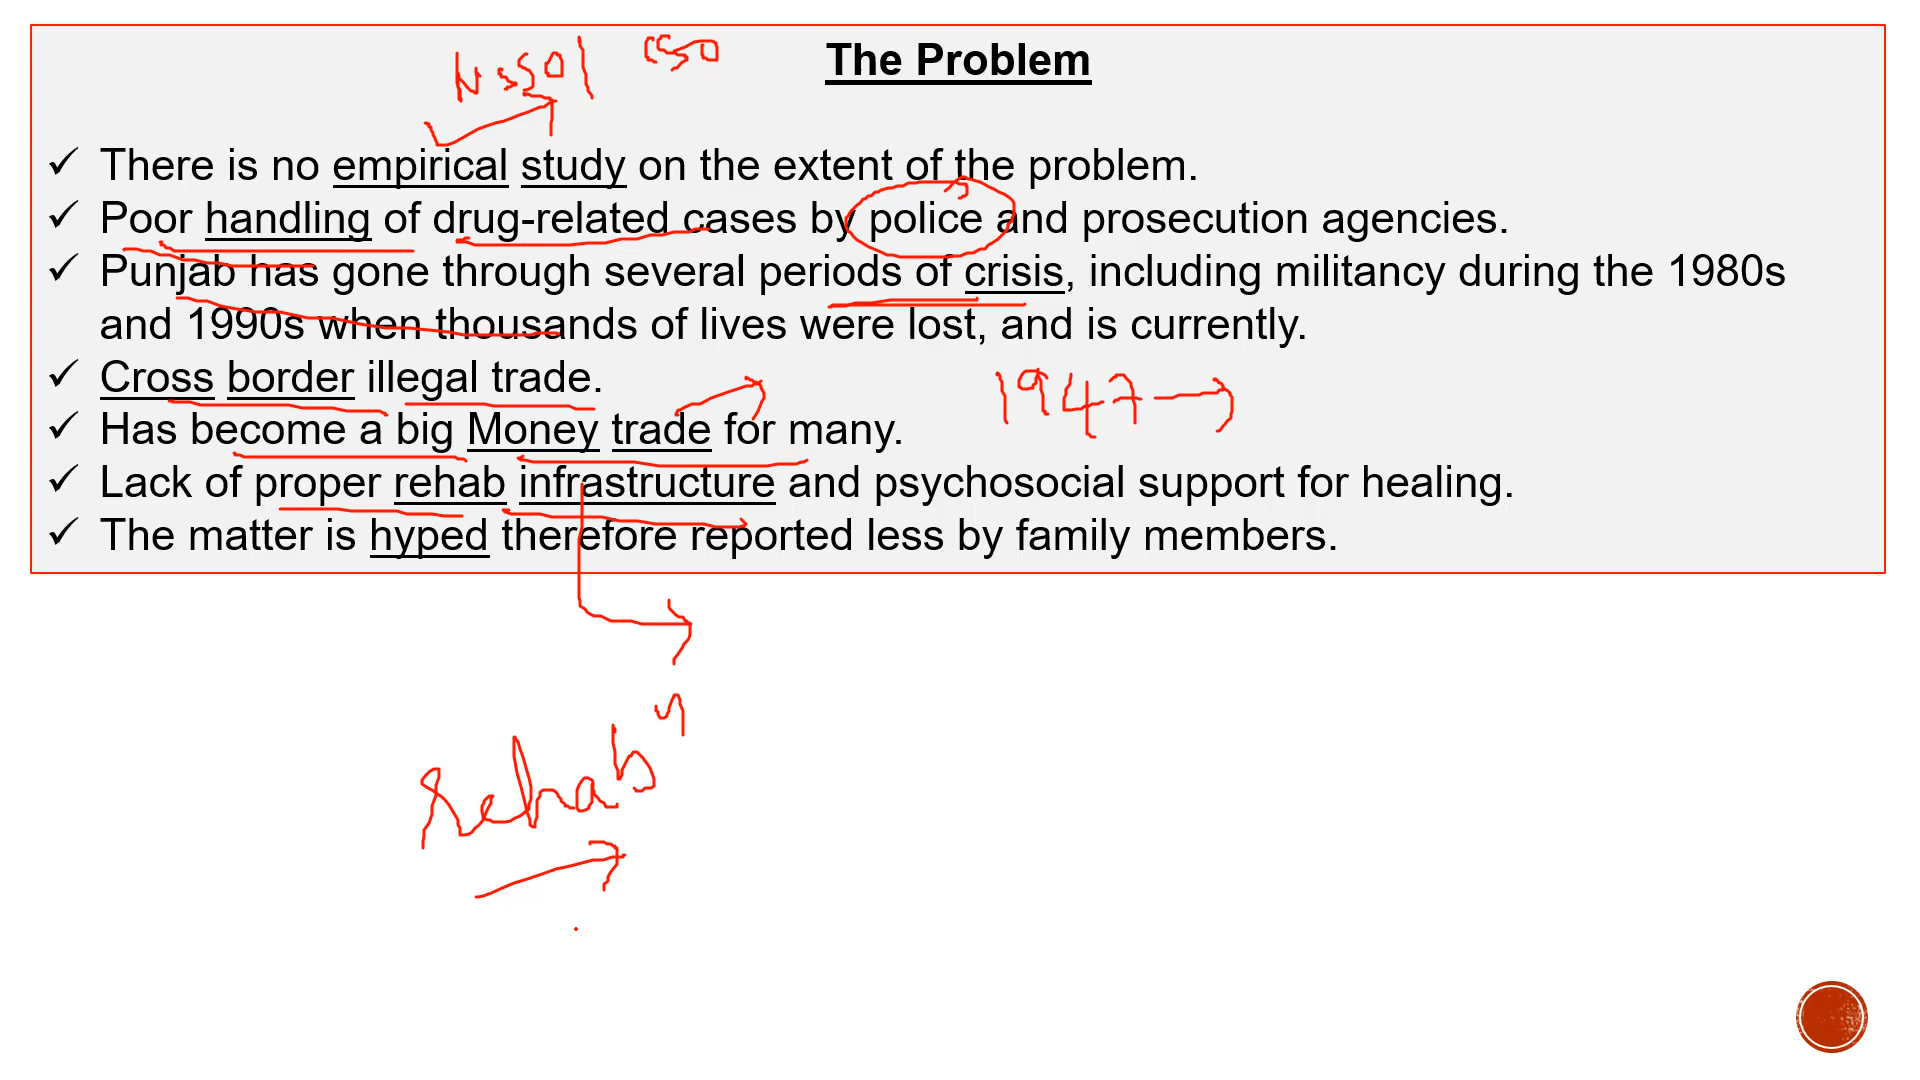 NSSO| CSO
The Problem
✓ There is no empirical study on the extent of the problem.
✓ Poor handling of drug-related cases by police and prosecution agencies.
✓ Punjab has gone through several periods of crisis, including militancy during the 1980s
and 1990s when thousands of lives were lost, and is currently.
✓ Cross border illegal trade.
1947 →
✓ Has become a big Money trade for many.
✓ Lack of proper rehab infrastructure and psychosocial support for healing.
✓ The matter is hyped therefore reported less by family members.
Rehab